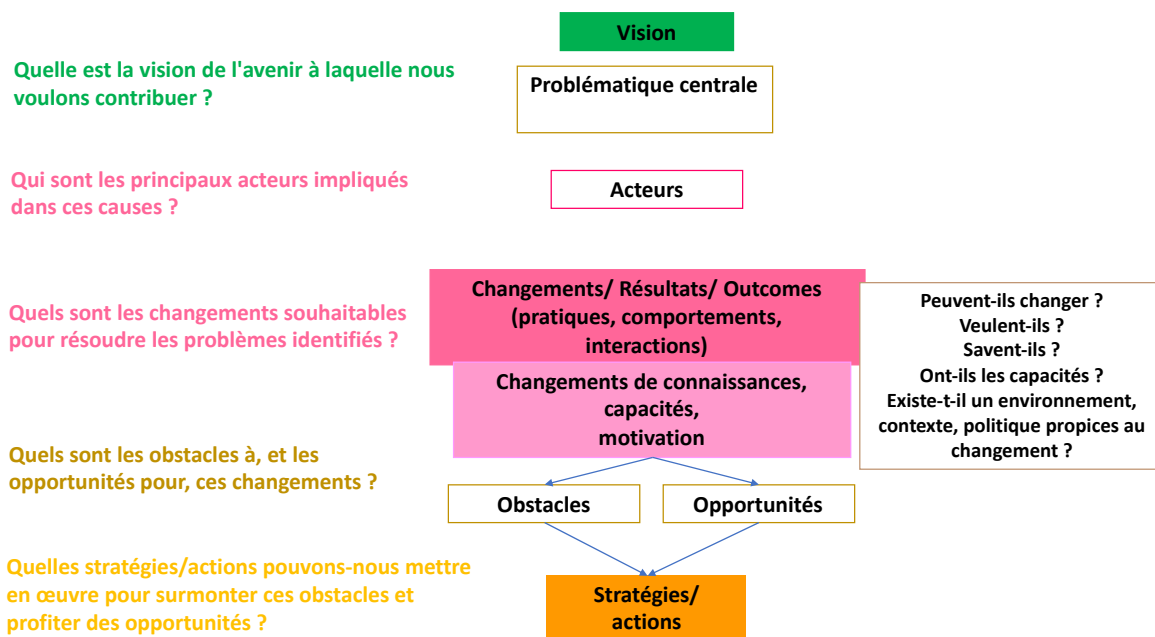 Vision
Quelle est la vision de l'avenir à laquelle nous
voulons contribuer ?
Problématique centrale
Qui sont les principaux acteurs impliqués
dans ces causes ?
Acteurs
Quels sont les changements souhaitables
pour résoudre les problèmes identifiés ?
Changements/ Résultats/ Outcomes
(pratiques, comportements,
interactions)
Changements de connaissances,
capacités,
motivation
Peuvent-ils changer ?
Veulent-ils ?
Savent-ils ?
Ont-ils les capacités ?
Existe-t-il un environnement,
contexte, politique propices au
changement ?
Quels sont les obstacles à, et les
opportunités pour, ces changements ?
Obstacles
Opportunités
Quelles stratégies/actions pouvons-nous mettre
en œuvre pour surmonter ces obstacles et
profiter des opportunités ?
Stratégies/
actions